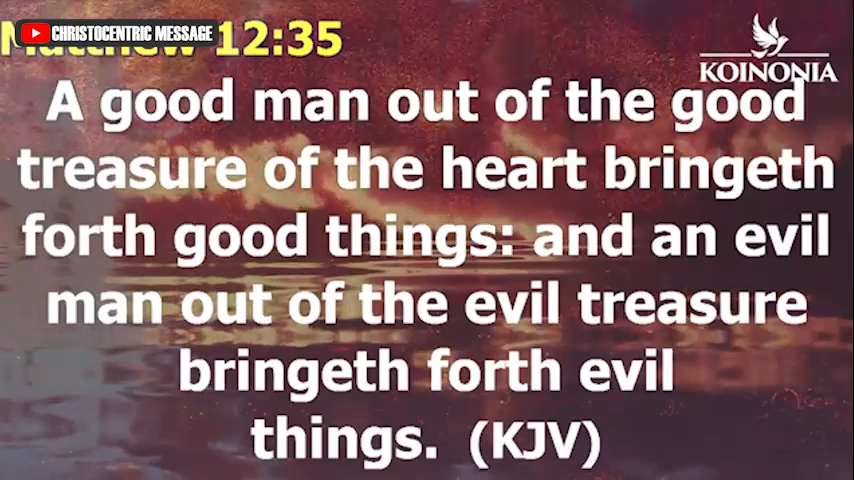 CHRISTOCENTRIC MESSAGE
Matthew 12:35
KOINONIA
A good man out of the good
treasure of the heart bringeth
forth good things: and an evil
man out of the evil treasure
bringeth forth evil
things. (KJV)